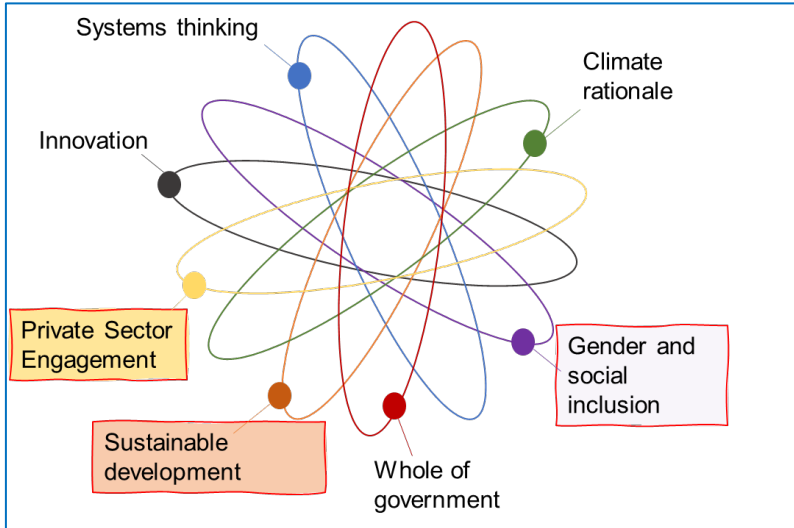 Systems thinking
Climate
rationale
Innovation
Private Sector
Engagement
Gender and
social
inclusion
Sustainable
development
Whole of
government